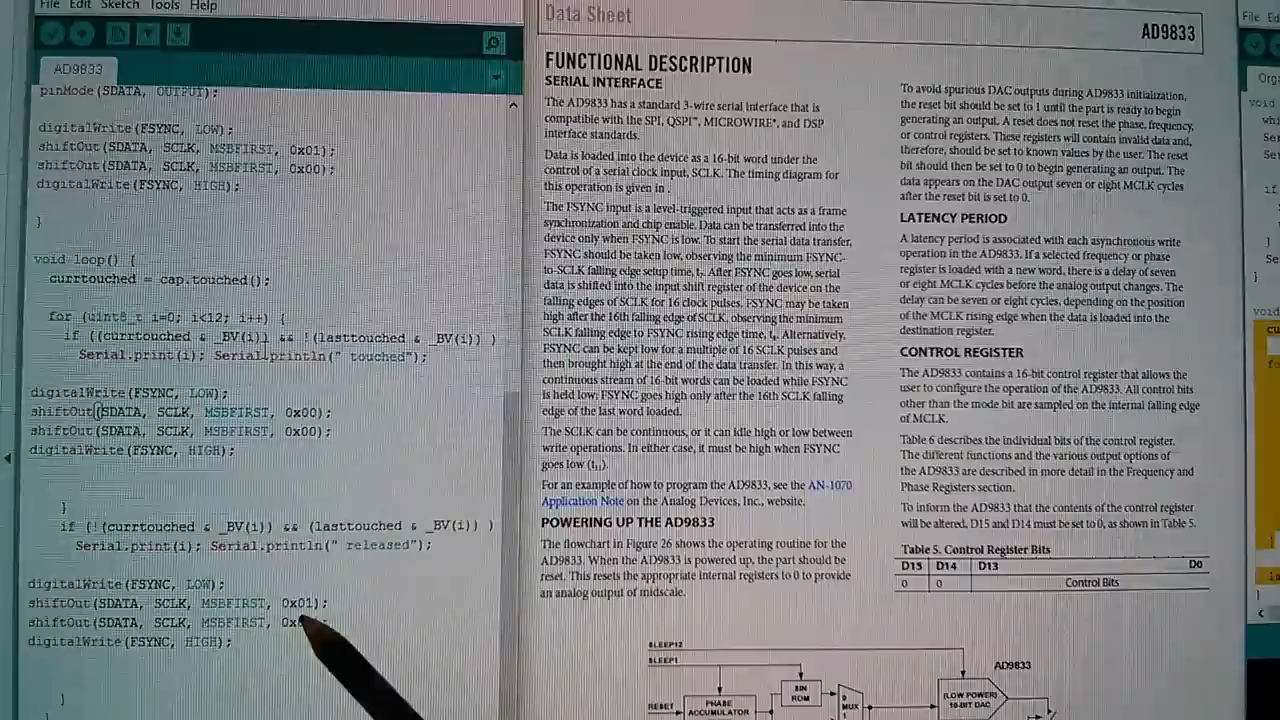 File Edit Sketch Tools Help
AD9833
pinMode(SDATA, OUTPUT);
digitalWrite(FSYNC, LOW);
shiftOut(SDATA, SCLK, MSBFIRST, 0x01);
shiftOut(SDATA, SCLK, MSBFIRST, 0x00);
digitalWrite(FSYNC, HIGH);
}
void loop() {
currtouched = cap.touched();
for (uint8_t i=0; i<12; i++) {
if ((currtouched & _BV(i)) && !(lasttouched & _BV(i)) )
Serial.print(i); Serial.println(" touched");
digitalWrite(FSYNC, LOW);
shiftOut(SDATA, SCLK, MSBFIRST, 0x00);
shiftOut(SDATA, SCLK, MSBFIRST, 0x00);
digitalWrite(FSYNC, HIGH);
}
if (!(currtouched & _BV(i)) && (lasttouched & _BV(i)) )
Serial.print(i); Serial.println(" released");
digitalWrite(FSYNC, LOW);
shiftOut(SDATA, SCLK, MSBFIRST, 0x01);
shiftOut(SDATA, SCLK, MSBFIRST,
digitalWrite(FSYNC, HIGH);
}
Data Sheet
AD9833
FUNCTIONAL DESCRIPTION
SERIAL INTERFACE
The AD9833 has a standard 3-wire serial interface that is
compatible with the SPI, QSPI™, MICROWIRE®, and DSP
interface standards.
Data is loaded into the device as a 16-bit word under the
control of a serial clock input, SCLK. The timing diagram for
this operation is given in .
The FSYNC input is a level-triggered input that acts as a frame
synchronization and chip enable. Data can be transferred into the
device only when FSYNC is low. To start the serial data transfer,
FSYNC should be taken low, observing the minimum FSYNC-
to-SCLK falling edge setup time, t7. After FSYNC goes low, serial
data is shifted into the input shift register of the device on the
falling edges of SCLK for 16 clock pulses. FSYNC may be taken
high after the 16th falling edge of SCLK, observing the minimum
SCLK falling edge to FSYNC rising edge time, t8. Alternatively,
FSYNC can be kept low for a multiple of 16 SCLK pulses and
then brought high at the end of the data transfer. In this way, a
continuous stream of 16-bit words can be loaded while FSYNC
is held low; FSYNC goes high only after the 16th SCLK falling
edge of the last word loaded.
The SCLK can be continuous, or it can idle high or low between
write operations. In either case, it must be high when FSYNC
goes low (t11).
For an example of how to program the AD9833, see the AN-1070
Application Note on the Analog Devices, Inc., website.
POWERING UP THE AD9833
The flowchart in Figure 26 shows the operating routine for the
AD9833. When the AD9833 is powered up, the part should be
reset. This resets the appropriate internal registers to 0 to provide
an analog output of midscale.
To avoid spurious DAC outputs during AD9833 initialization,
the reset bit should be set to 1 until the part is ready to begin
generating an output. A reset does not reset the phase, frequency,
or control registers. These registers will contain invalid data and,
therefore, should be set to known values by the user. The reset
bit should then be set to 0 to begin generating an output. The
data appears on the DAC output seven or eight MCLK cycles
after the reset bit is set to 0.
LATENCY PERIOD
A latency period is associated with each asynchronous write
operation in the AD9833. If a selected frequency or phase
register is loaded with a new word, there is a delay of seven
or eight MCLK cycles before the analog output changes. The
delay can be seven or eight cycles, depending on the position
of the MCLK rising edge when the data is loaded into the
destination register.
CONTROL REGISTER
The AD9833 contains a 16-bit control register that allows the
user to configure the operation of the AD9833. All control bits
other than the mode bit are sampled on the internal falling edge
of MCLK.
Table 6 describes the individual bits of the control register.
The different functions and the various output options of
the AD9833 are described in more detail in the Frequency and
Phase Registers section.
To inform the AD9833 that the contents of the control register
will be altered, D15 and D14 must be set to 0, as shown in Table 5.
Table 5. Control Register Bits
D15 D14 D13 D0
0 0 Control Bits
SLEEP12
SLEEP1
AD9833
RESET
PHASE
ACCUMULATOR
SIN
ROM
MUX
1
(LOW POWER)
10-BIT DAC
File Ed
void